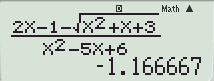 D Math ▲
2X-1-√X²+X+3
X²-5X+6
-1.166667